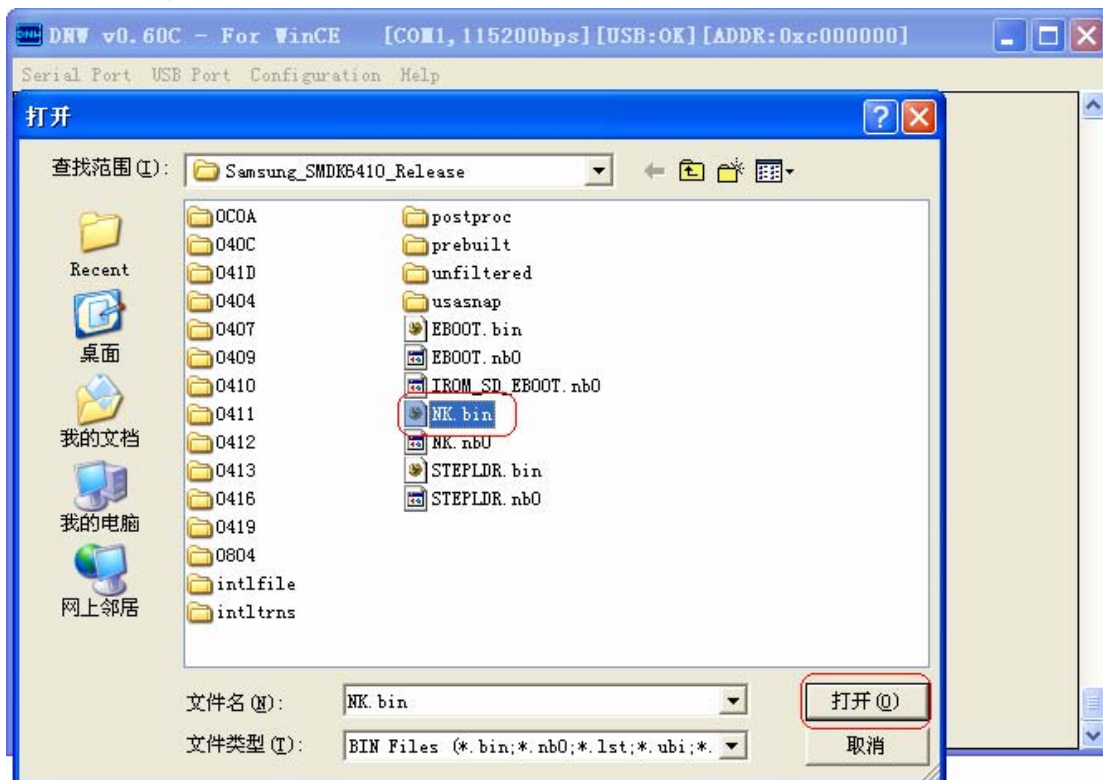 DNW v0.60C - For WinCE [COM1,115200bps][USB:OK][ADDR:0xc000000]
Serial Port USB Port Configuration Help
打开
查找范围(I):
Samsung_SMDK6410_Release
Recent
桌面
我的文档
我的电脑
网上邻居
0C0A
040C
041D
0404
0407
0409
0410
0411
0412
0413
0416
0419
0804
intlfile
intltrns
postproc
prebuilt
unfiltered
usasnap
EBOOT.bin
EBOOT.nb0
IROM_SD_EBOOT.nb0
NK.bin
NK.nb0
STEPLDR.bin
STEPLDR.nb0
文件名(N):
NK.bin
打开(O)
文件类型(T):
BIN Files (*.bin;*.nb0;*.lst;*.ubi;*.
取消